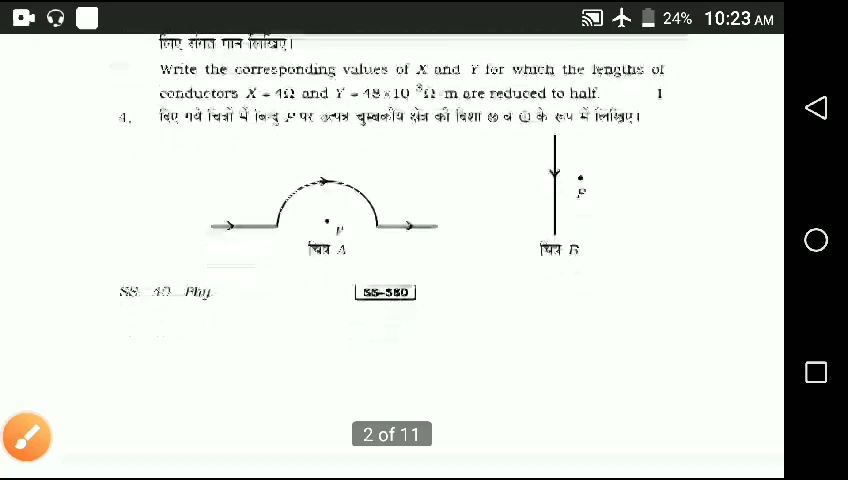 24% 10:23 AM
लिए संगत मान लिखिए।
Write the corresponding values of X and Y for which the lengths of
conductors X = 4Ω and Y = 48×10⁻⁸Ω-m are reduced to half. 1
4. दिए गये चित्रों में बिन्दु P पर उत्पन्न चुम्बकीय क्षेत्र की दिशा ⊗ व ⊙ के रूप में लिखिए।
P
P
चित्र A
चित्र B
SS—40—Phy.
SS-560
2 of 11